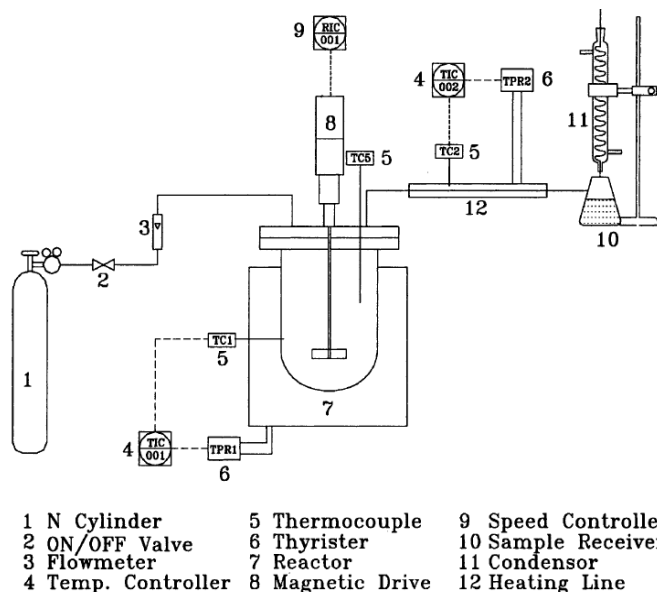 9 RIC 001
8
4 TIC 002 TPR2 6
TC5 5
TC2 5
11
12
10
3
2
1
TC1
5
7
4 TIC 001 TPR1
6
1 N Cylinder 5 Thermocouple 9 Speed Controlle
2 ON/OFF Valve 6 Thyrister 10 Sample Receiver
3 Flowmeter 7 Reactor 11 Condensor
4 Temp. Controller 8 Magnetic Drive 12 Heating Line